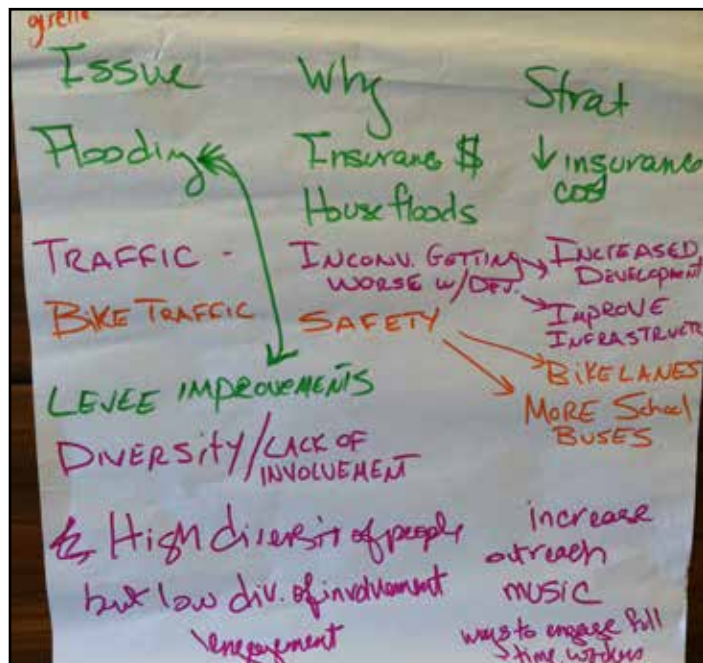 Issue Why Strat
Flooding Insurance $ ↓ insurance
House floods cost
TRAFFIC - INCONV. GETTING INCREASED
WORSE w/ DEV. DEVELOPMENT
BIKE TRAFFIC SAFETY IMPROVE
INFRASTRUCTR
BIKE LANES
LEVEE IMPROVEMENTS MORE School
BUSES
DIVERSITY/LACK OF
INVOLVEMENT
High diversity of people increase
outreach
but low div. of involvement music
\engagement ways to engage full
time workers